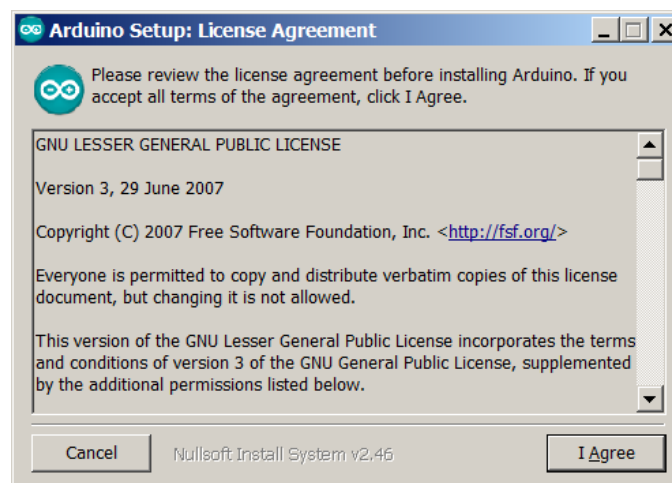 Arduino Setup: License Agreement
Please review the license agreement before installing Arduino. If you
accept all terms of the agreement, click I Agree.
GNU LESSER GENERAL PUBLIC LICENSE
Version 3, 29 June 2007
Copyright (C) 2007 Free Software Foundation, Inc. <http://fsf.org/>
Everyone is permitted to copy and distribute verbatim copies of this license
document, but changing it is not allowed.
This version of the GNU Lesser General Public License incorporates the terms
and conditions of version 3 of the GNU General Public License, supplemented
by the additional permissions listed below.
Cancel
Nullsoft Install System v2.46
I Agree